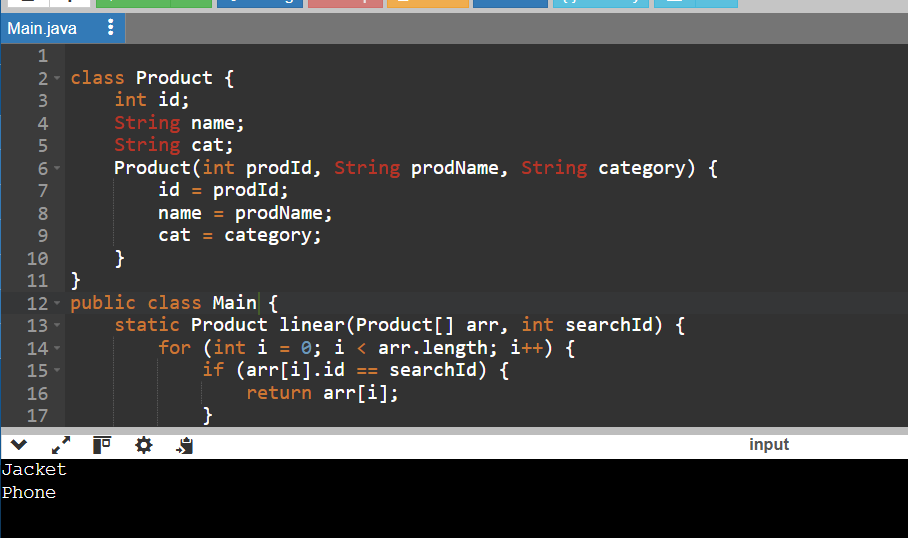 Main.java
1
2 class Product {
3 int id;
4 String name;
5 String cat;
6 Product(int prodId, String prodName, String category) {
7 id = prodId;
8 name = prodName;
9 cat = category;
10 }
11 }
12 public class Main {
13 static Product linear(Product[] arr, int searchId) {
14 for (int i = 0; i < arr.length; i++) {
15 if (arr[i].id == searchId) {
16 return arr[i];
17 }
input
Jacket
Phone